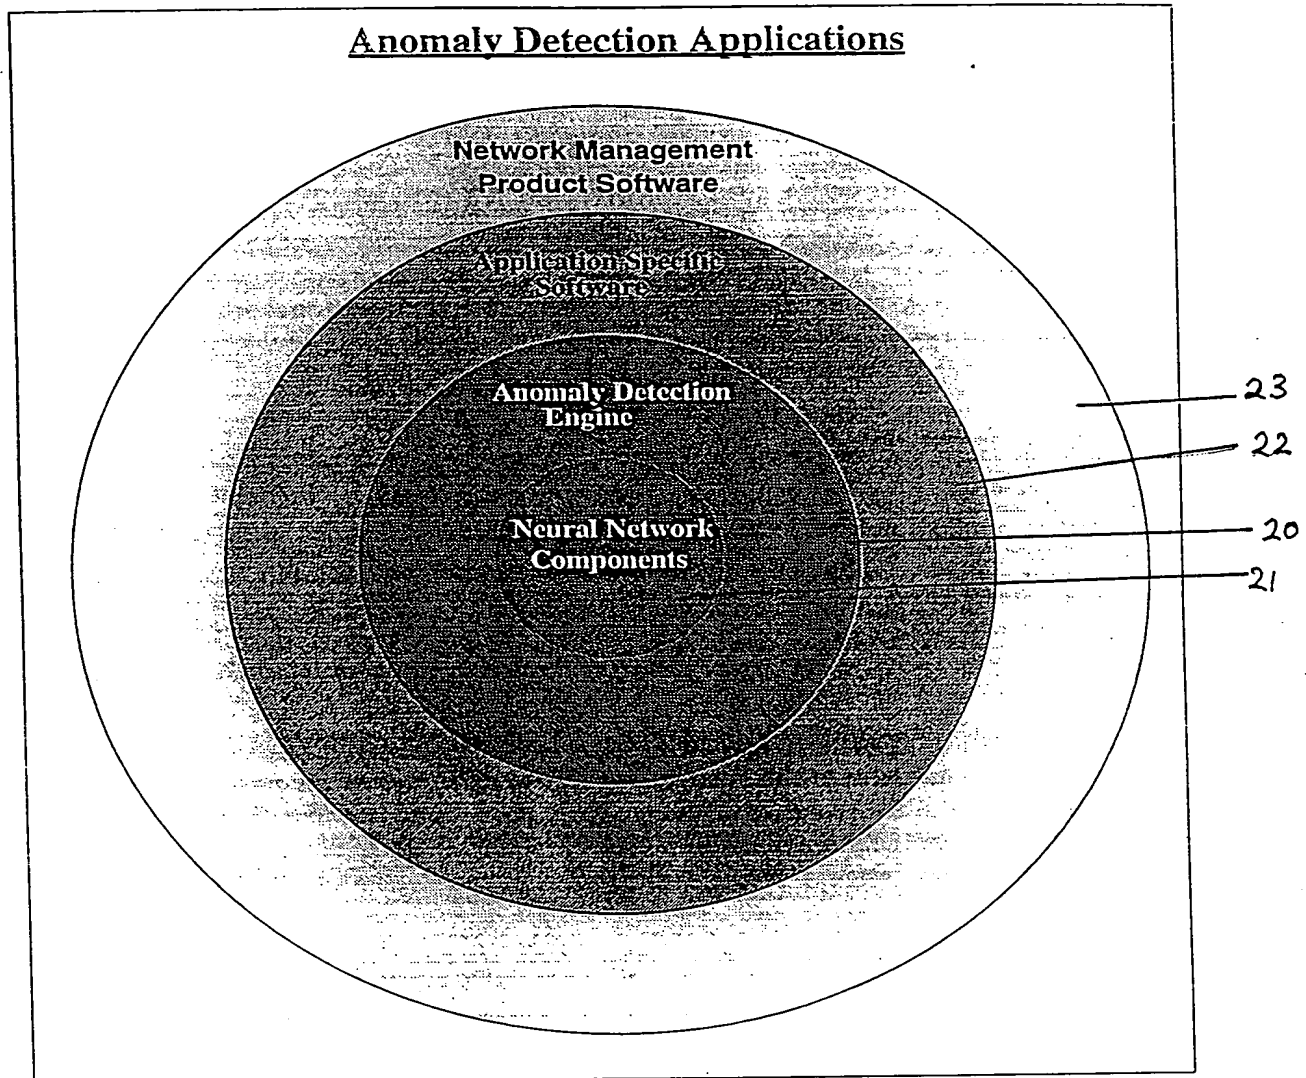 Anomaly Detection Applications
Network Management
Product Software
Application Specific
Software
Anomaly Detection
Engine
Neural Network
Components
23
22
20
21